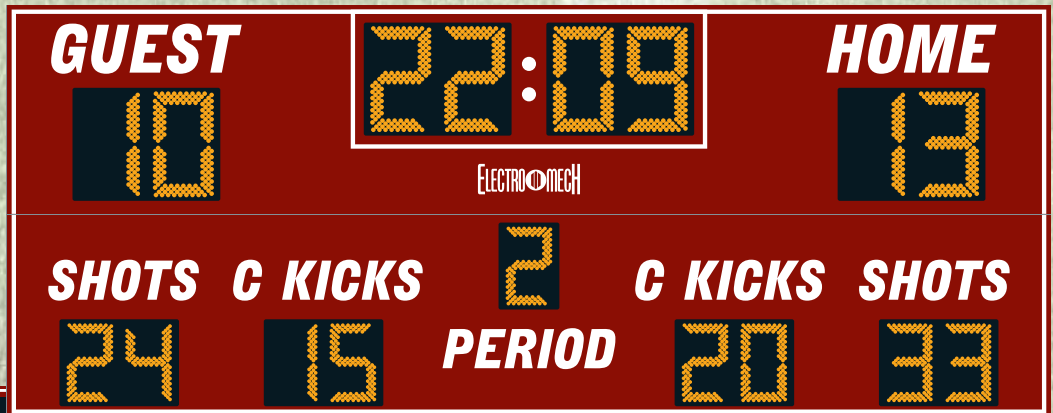 GUEST 22:09 HOME
10 13
ELECTRO MECH
2
SHOTS C KICKS C KICKS SHOTS
24 15 PERIOD 20 33